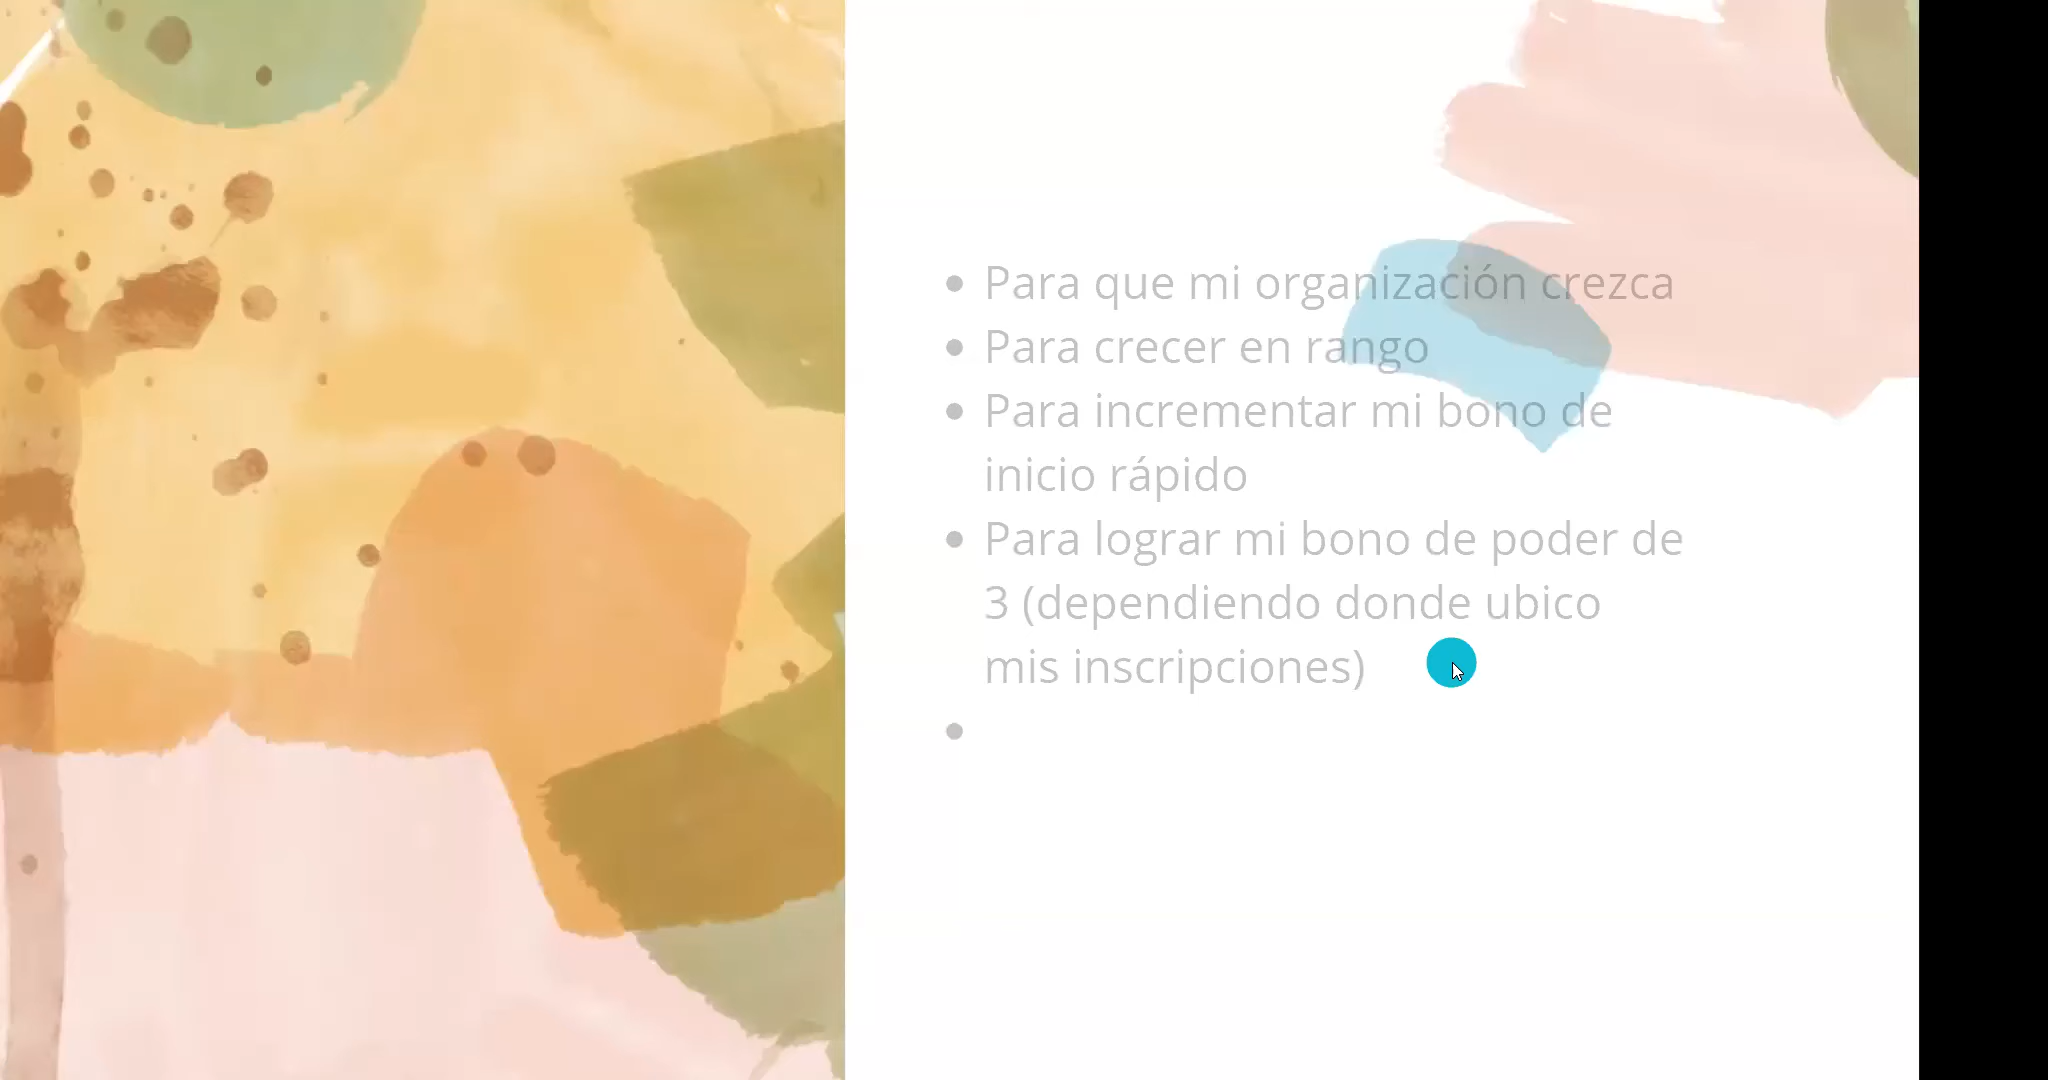 • Para que mi organización crezca
• Para crecer en rango
• Para incrementar mi bono de
inicio rápido
• Para lograr mi bono de poder de
3 (dependiendo donde ubico
mis inscripciones)
•